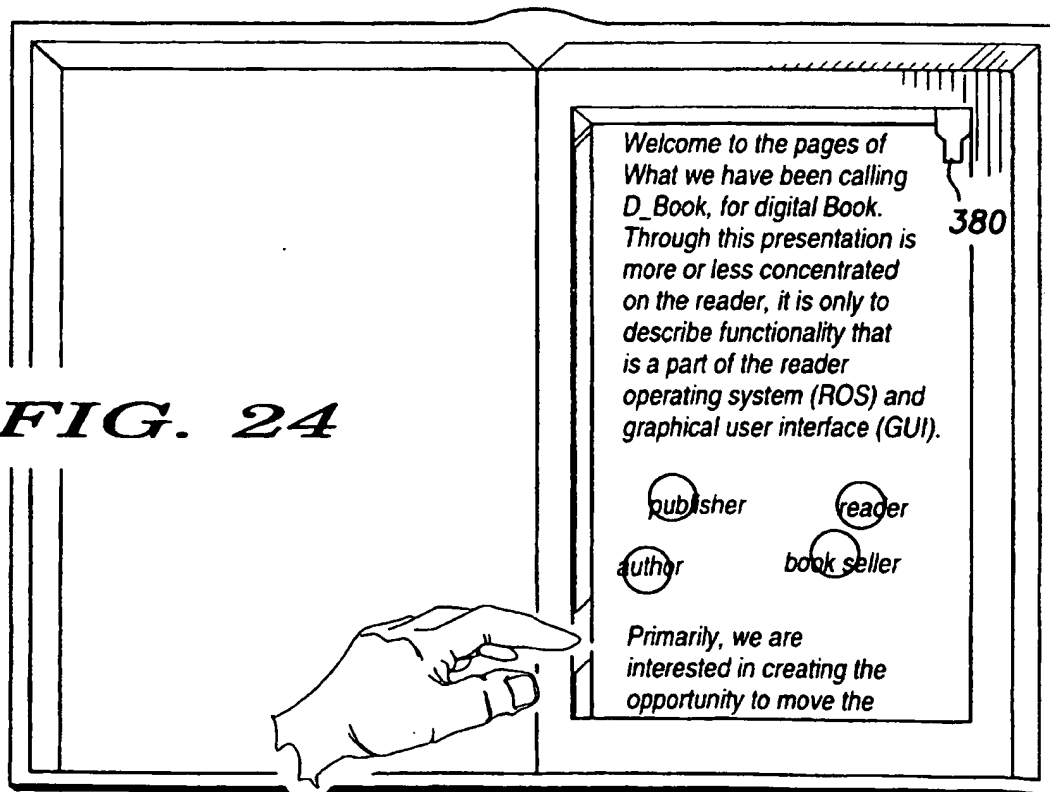 Welcome to the pages of
What we have been calling
D_Book, for digital Book.
Through this presentation is
more or less concentrated
on the reader, it is only to
describe functionality that
is a part of the reader
operating system (ROS) and
graphical user interface (GUI).
380
FIG. 24
publisher reader
author book seller
Primarily, we are
interested in creating the
opportunity to move the